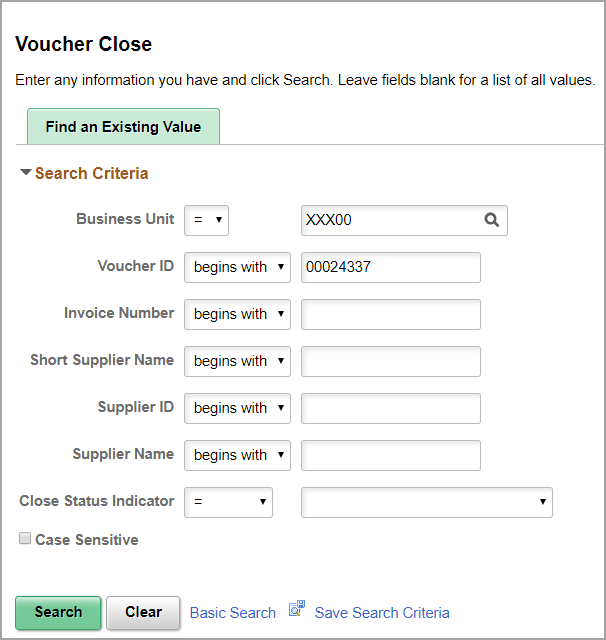 Voucher Close
Enter any information you have and click Search. Leave fields blank for a list of all values.
Find an Existing Value
Search Criteria
Business Unit = XXX00
Voucher ID begins with 00024337
Invoice Number begins with
Short Supplier Name begins with
Supplier ID begins with
Supplier Name begins with
Close Status Indicator =
Case Sensitive
Search Clear Basic Search Save Search Criteria